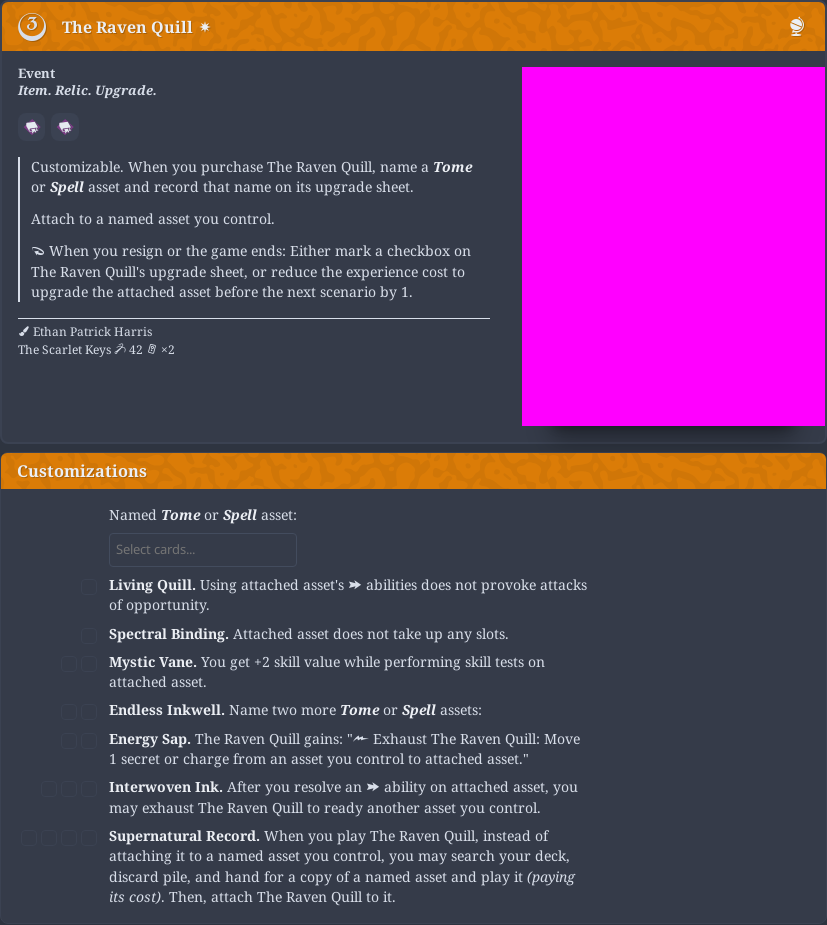 3 The Raven Quill
Event
Item. Relic. Upgrade.
Customizable. When you purchase The Raven Quill, name a Tome
or Spell asset and record that name on its upgrade sheet.
Attach to a named asset you control.
When you resign or the game ends: Either mark a checkbox on
The Raven Quill's upgrade sheet, or reduce the experience cost to
upgrade the attached asset before the next scenario by 1.
Ethan Patrick Harris
The Scarlet Keys 42 ×2
Customizations
Named Tome or Spell asset:
Select cards...
Living Quill. Using attached asset's abilities does not provoke attacks
of opportunity.
Spectral Binding. Attached asset does not take up any slots.
Mystic Vane. You get +2 skill value while performing skill tests on
attached asset.
Endless Inkwell. Name two more Tome or Spell assets:
Energy Sap. The Raven Quill gains: " Exhaust The Raven Quill: Move
1 secret or charge from an asset you control to attached asset."
Interwoven Ink. After you resolve an ability on attached asset, you
may exhaust The Raven Quill to ready another asset you control.
Supernatural Record. When you play The Raven Quill, instead of
attaching it to a named asset you control, you may search your deck,
discard pile, and hand for a copy of a named asset and play it (paying
its cost). Then, attach The Raven Quill to it.